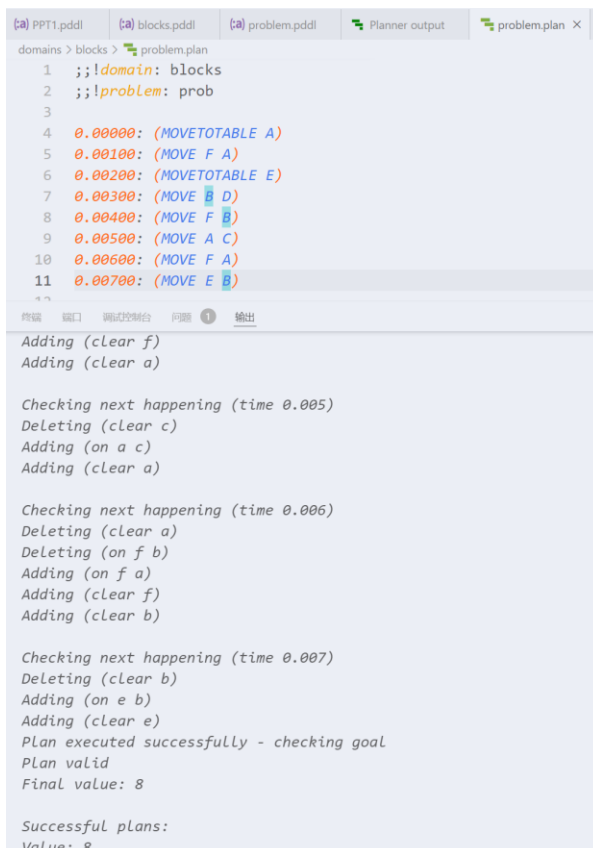 PPT1.pddl blocks.pddl problem.pddl Planner output problem.plan ×
domains > blocks > problem.plan
1 ;;!domain: blocks
2 ;;!problem: prob
3
4 0.00000: (MOVETOTABLE A)
5 0.00100: (MOVE F A)
6 0.00200: (MOVETOTABLE E)
7 0.00300: (MOVE B D)
8 0.00400: (MOVE F B)
9 0.00500: (MOVE A C)
10 0.00600: (MOVE F A)
11 0.00700: (MOVE E B)
终端 端口 调试控制台 问题 1 输出
Adding (clear f)
Adding (clear a)
Checking next happening (time 0.005)
Deleting (clear c)
Adding (on a c)
Adding (clear a)
Checking next happening (time 0.006)
Deleting (clear a)
Deleting (on f b)
Adding (on f a)
Adding (clear f)
Adding (clear b)
Checking next happening (time 0.007)
Deleting (clear b)
Adding (on e b)
Adding (clear e)
Plan executed successfully - checking goal
Plan valid
Final value: 8
Successful plans:
Value: 8